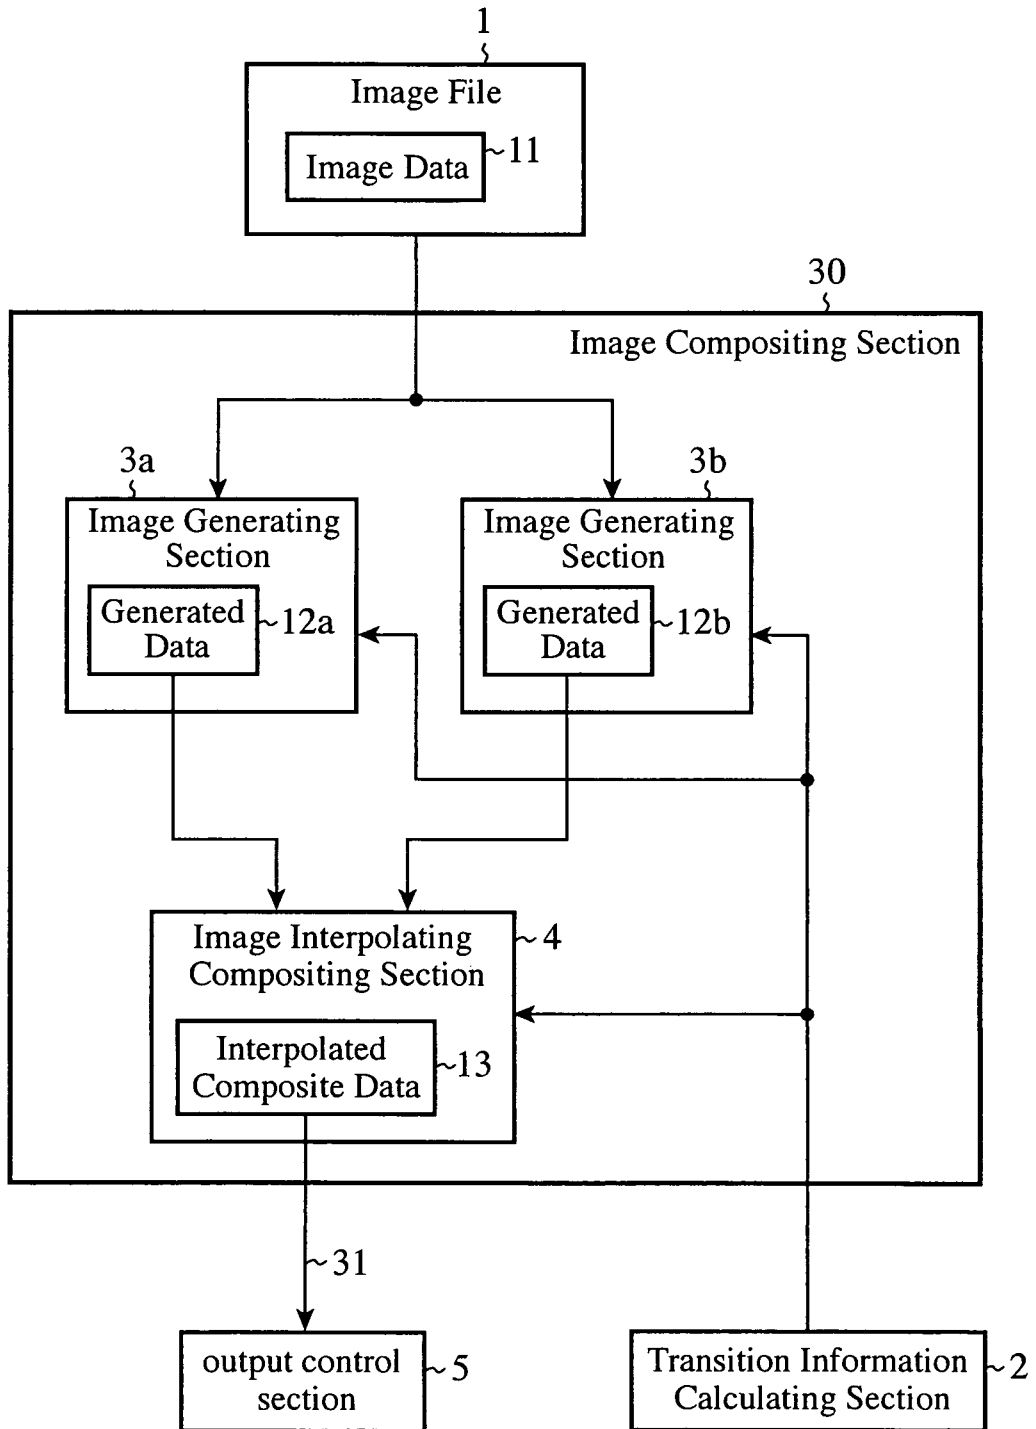 1
Image File
Image Data
11
30
Image Compositing Section
3a
3b
Image Generating
Section
Generated
Data
12a
Image Generating
Section
Generated
Data
12b
Image Interpolating
Compositing Section
4
Interpolated
Composite Data
13
31
output control
section
5
Transition Information
Calculating Section
2